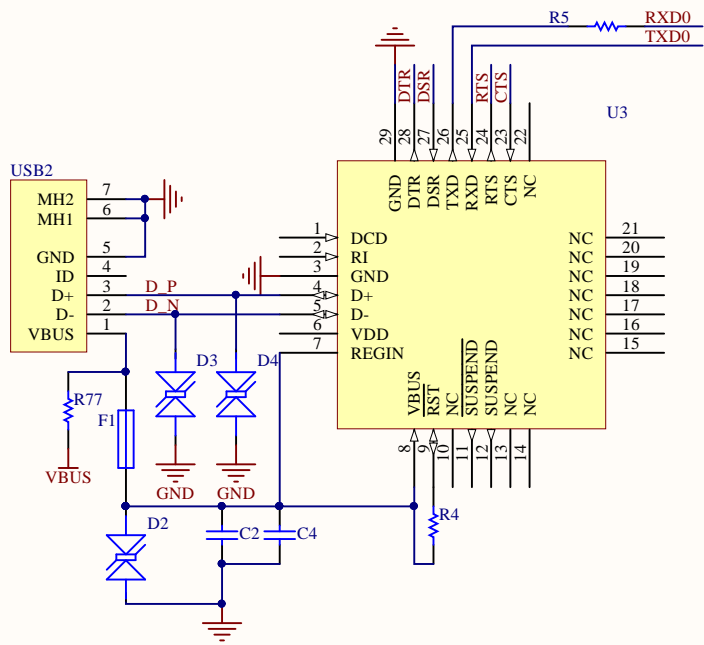 R5 RXD0
TXD0
DTR DSR RTS CTS
U3
29 28 27 26 25 24 23 22
GND DTR DSR TXD RXD RTS CTS NC
USB2
MH2 7
MH1 6
GND 5
ID 4
D+ 3 D_P
D- 2 D_N
VBUS 1
1 DCD
2 RI
3 GND
4 D+
5 D-
6 VDD
7 REGIN
NC 21
NC 20
NC 19
NC 18
NC 17
NC 16
NC 15
VBUS RST NC SUSPEND SUSPEND NC NC
8 9 10 11 12 13 14
D3 D4
R77
F1
VBUS
GND GND
D2
C2 C4
R4